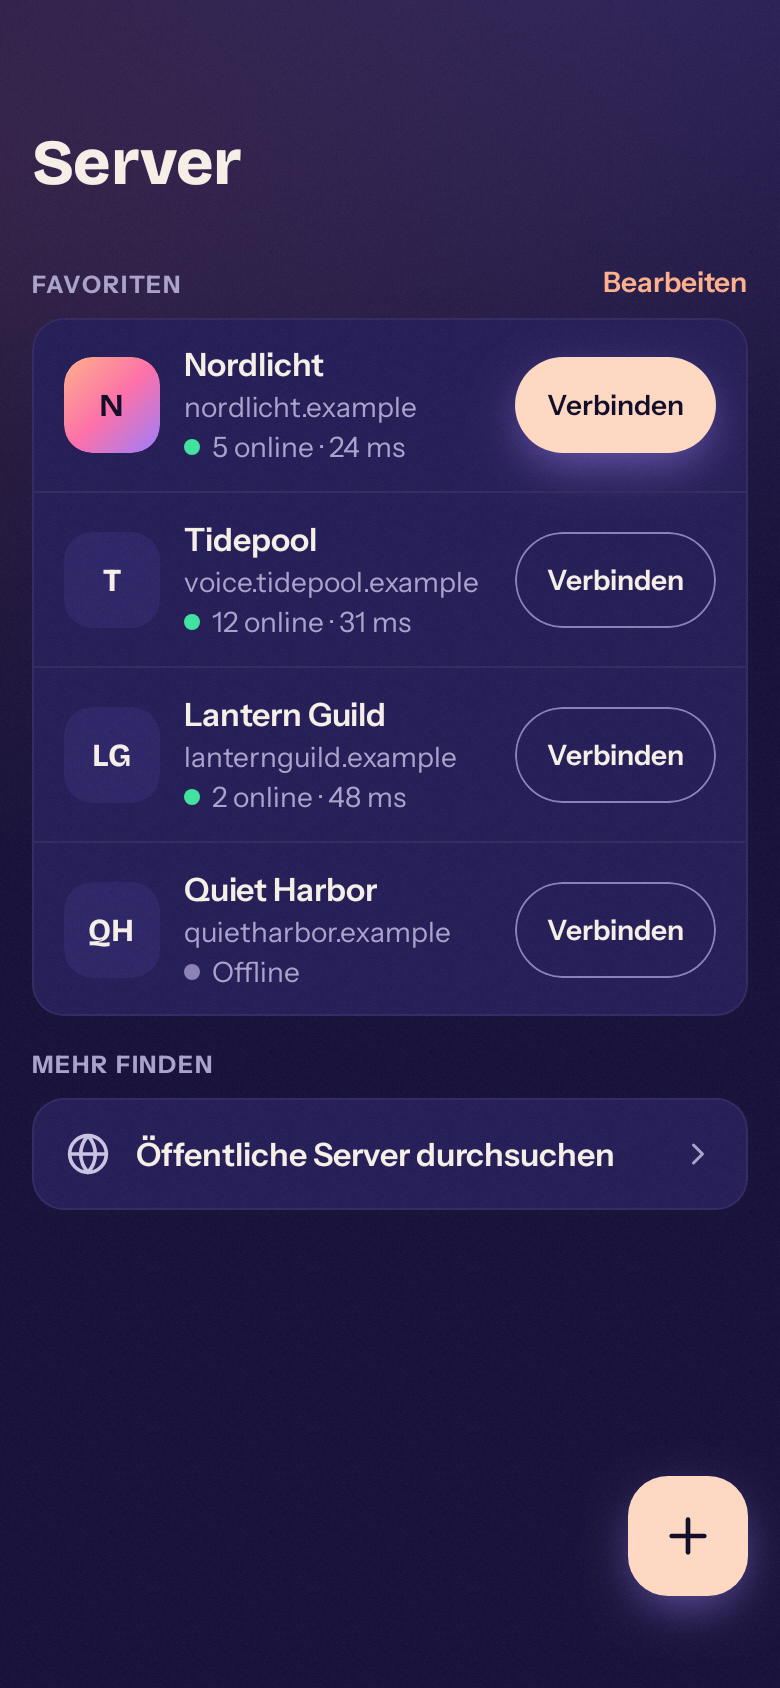 Server
FAVORITEN
Bearbeiten
N
Nordlicht
nordlicht.example
5 online · 24 ms
Verbinden
T
Tidepool
voice.tidepool.example
12 online · 31 ms
Verbinden
LG
Lantern Guild
lanternguild.example
2 online · 48 ms
Verbinden
QH
Quiet Harbor
quietharbor.example
Offline
Verbinden
MEHR FINDEN
Öffentliche Server durchsuchen